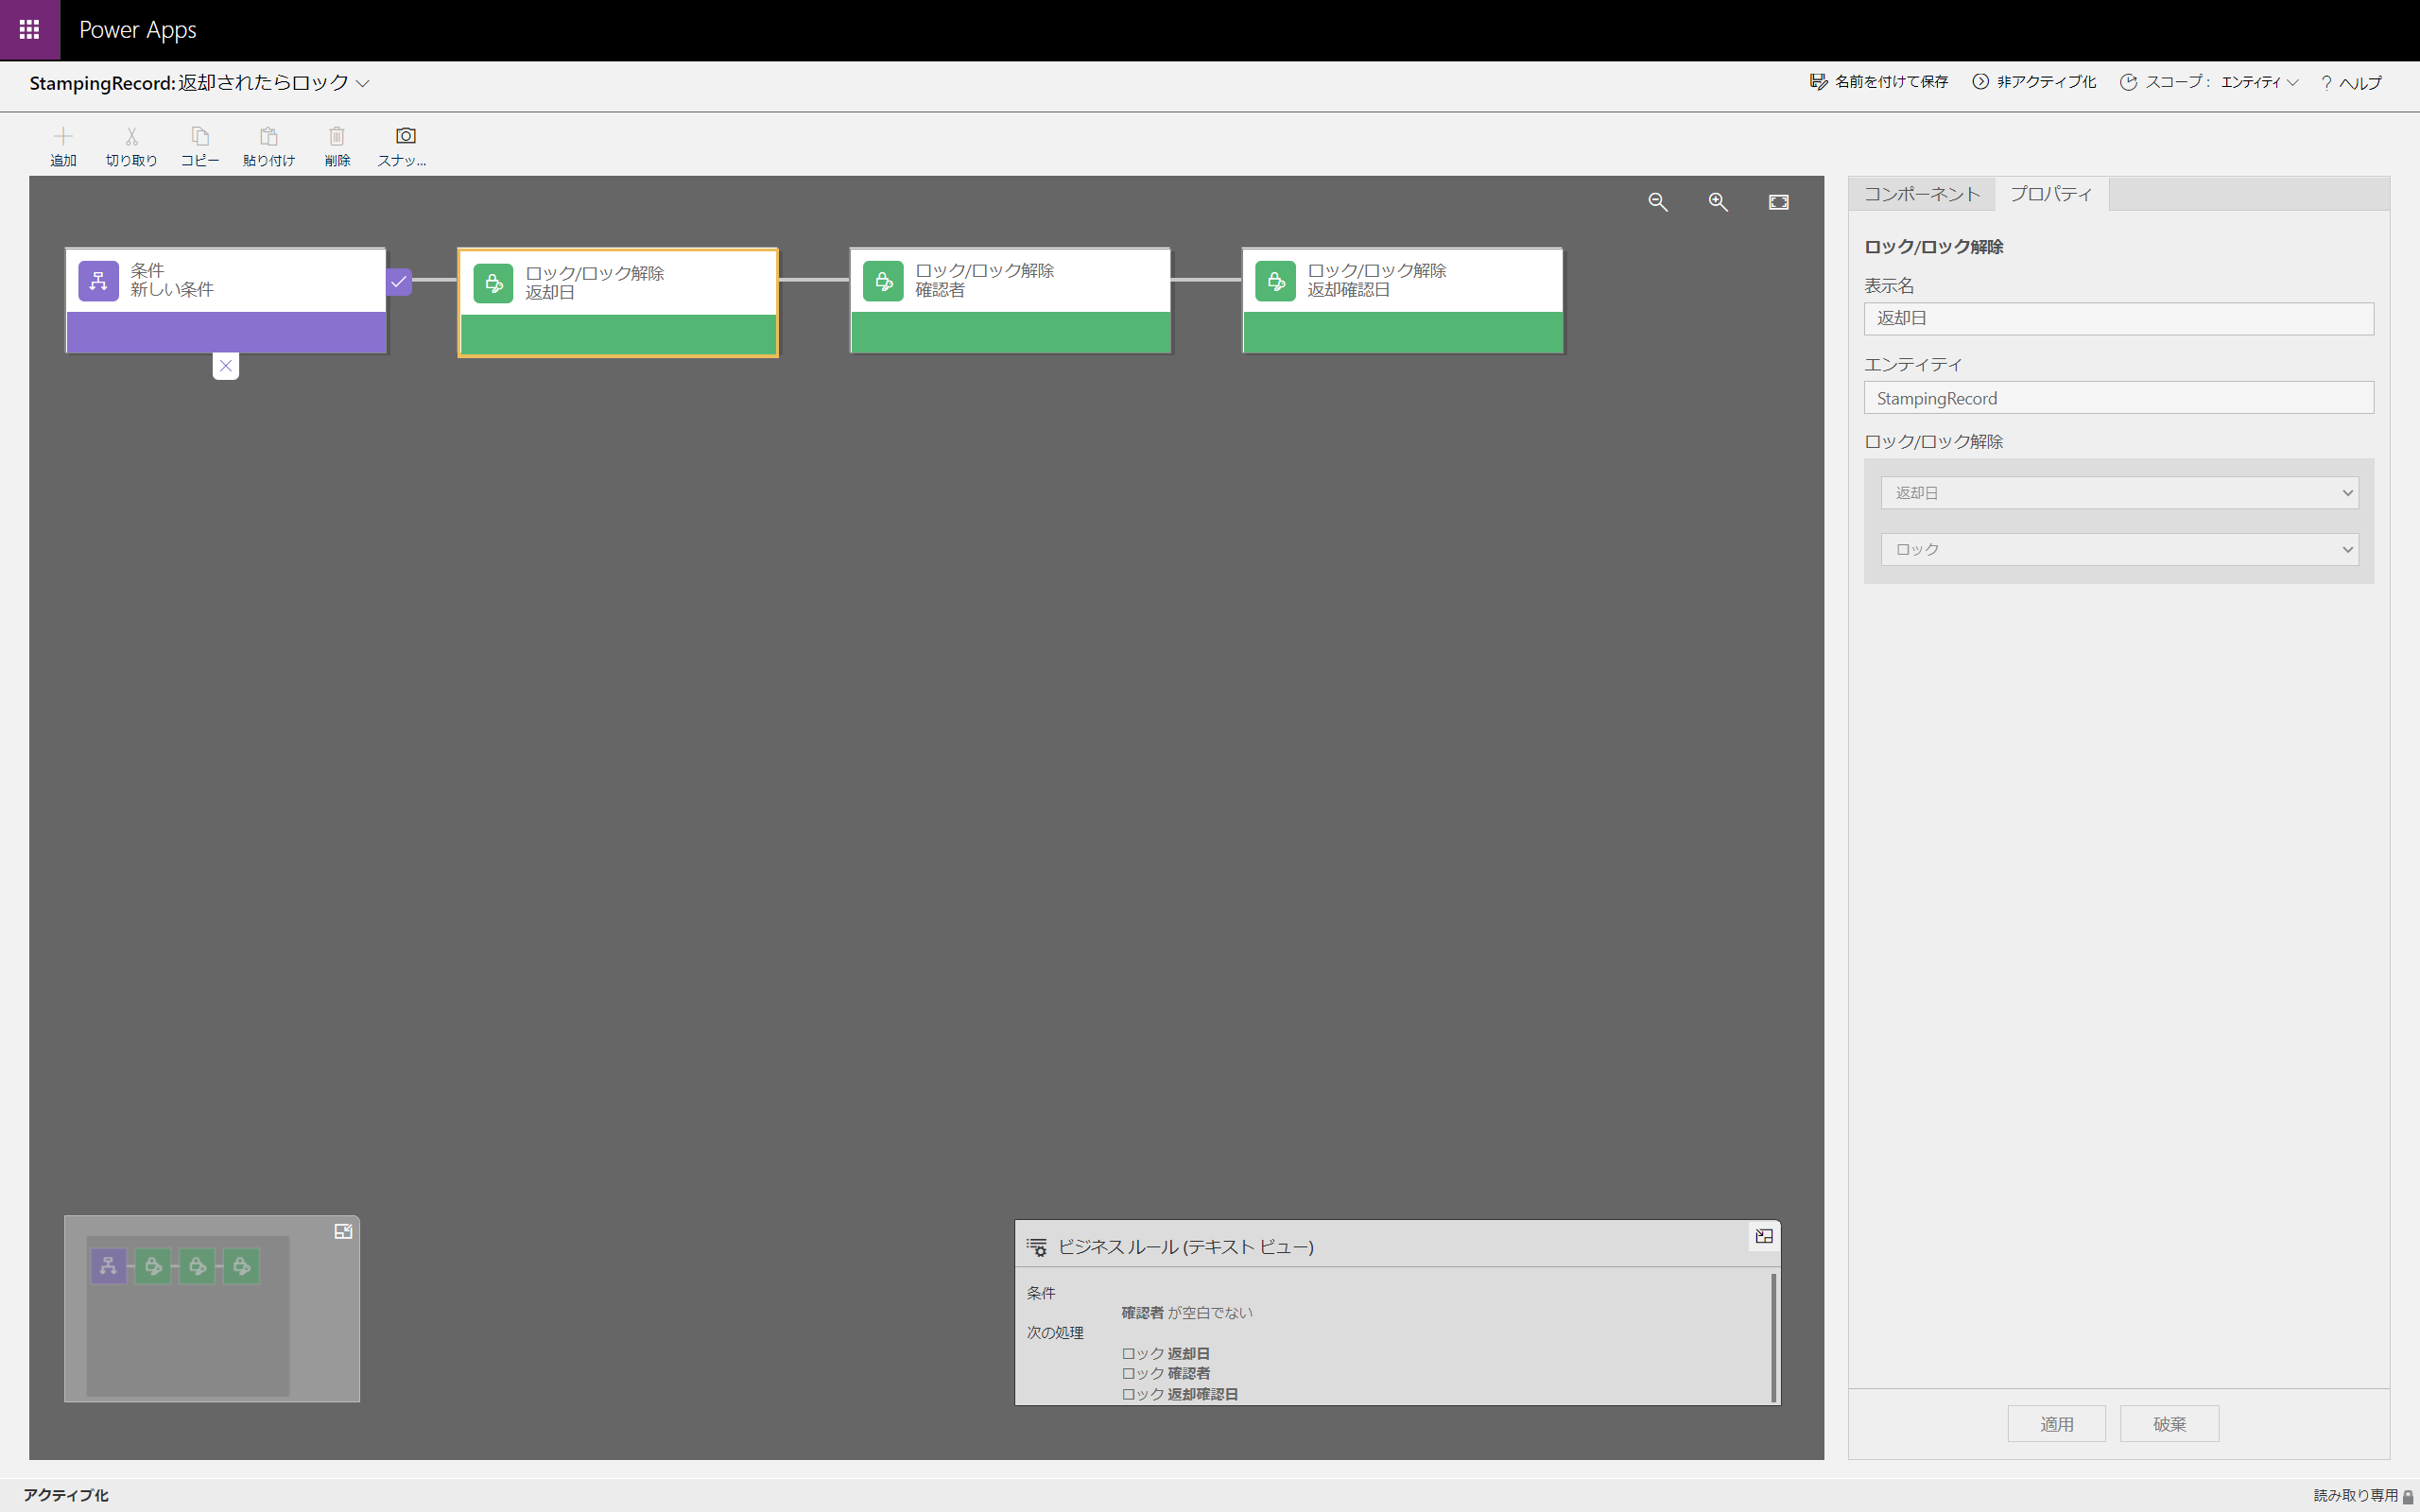 Power Apps
StampingRecord:返却されたらロック
名前を付けて保存
非アクティブ化
スコープ: エンティティ
? ヘルプ
追加
切り取り
コピー
貼り付け
削除
スナッ...
条件
新しい条件
ロック/ロック解除
返却日
ロック/ロック解除
確認者
ロック/ロック解除
返却確認日
コンポーネント
プロパティ
ロック/ロック解除
表示名
返却日
エンティティ
StampingRecord
ロック/ロック解除
返却日
ロック
ビジネス ルール (テキスト ビュー)
条件
確認者 が空白でない
次の処理
ロック 返却日
ロック 確認者
ロック 返却確認日
適用
破棄
アクティブ化
読み取り専用